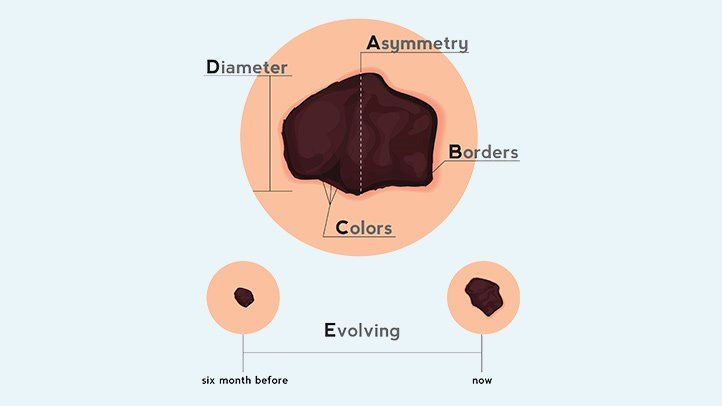 Asymmetry
Diameter
Borders
Colors
Evolving
six month before
now